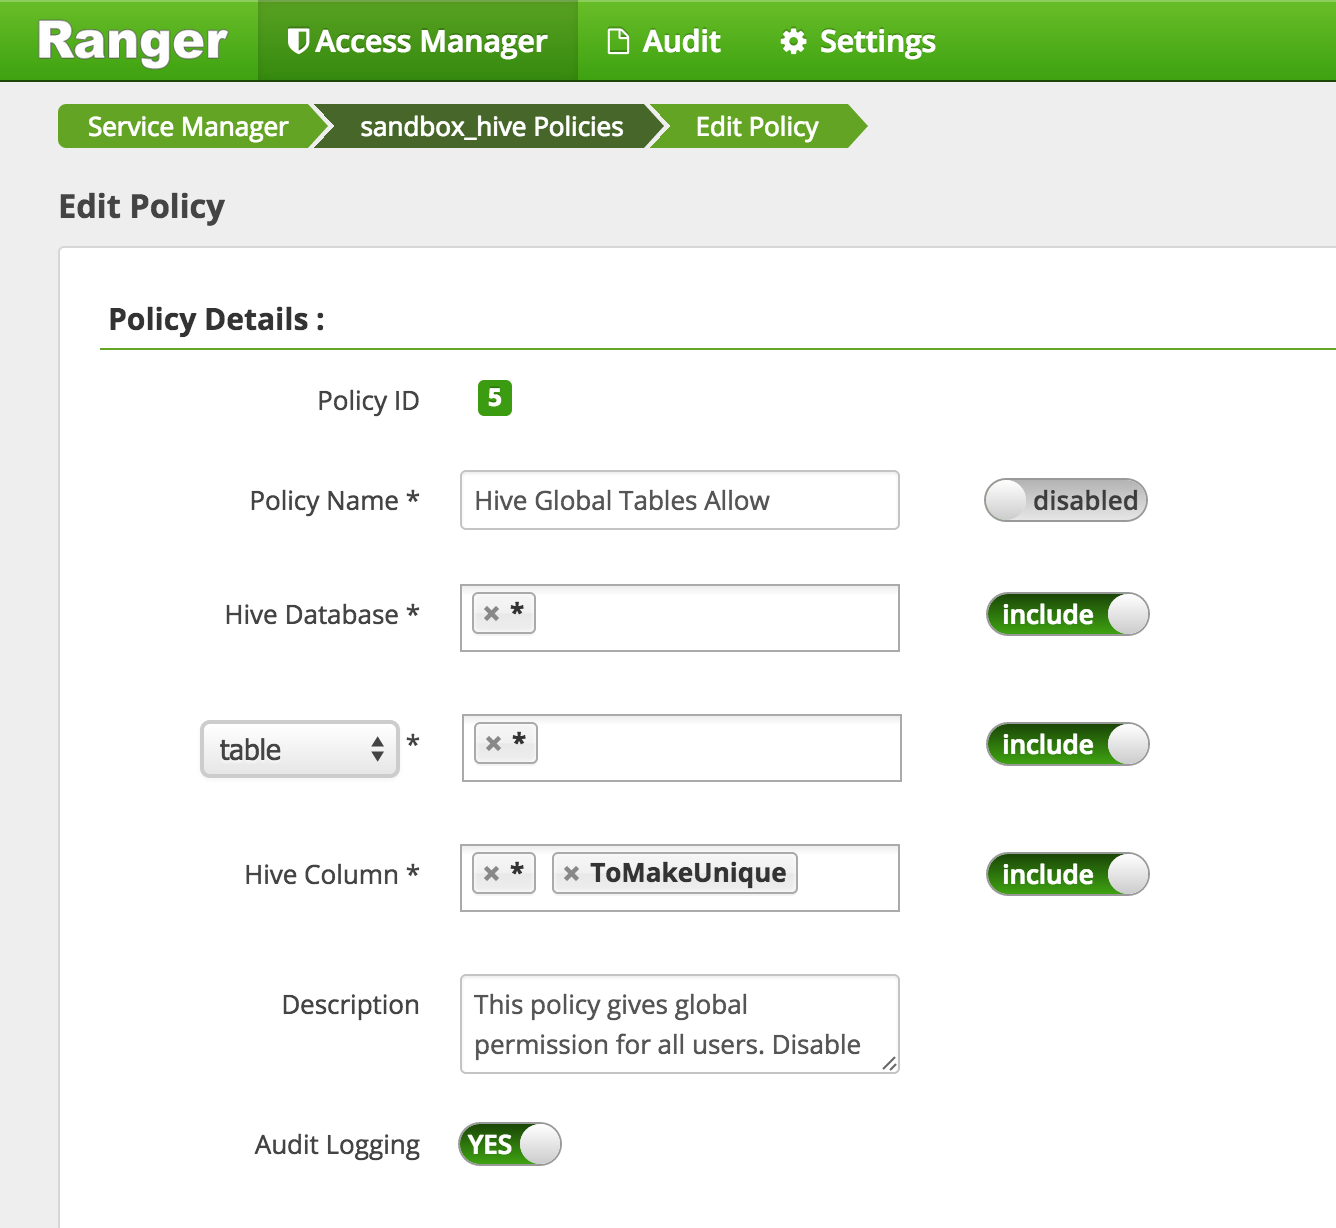 Ranger Access Manager Audit Settings
Service Manager sandbox_hive Policies Edit Policy
Edit Policy
Policy Details :
Policy ID 5
Policy Name * Hive Global Tables Allow disabled
Hive Database * × * include
table * × * include
Hive Column * × * × ToMakeUnique include
Description This policy gives global
permission for all users. Disable
Audit Logging YES